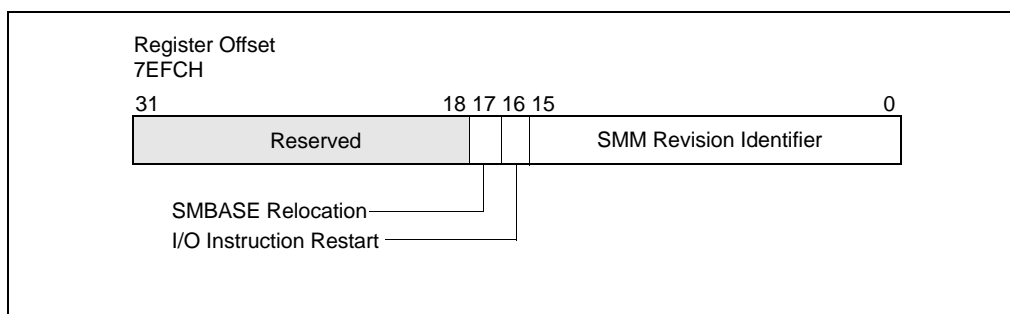 Register Offset
7EFCH
31 18 17 16 15 0
Reserved SMM Revision Identifier
SMBASE Relocation
I/O Instruction Restart